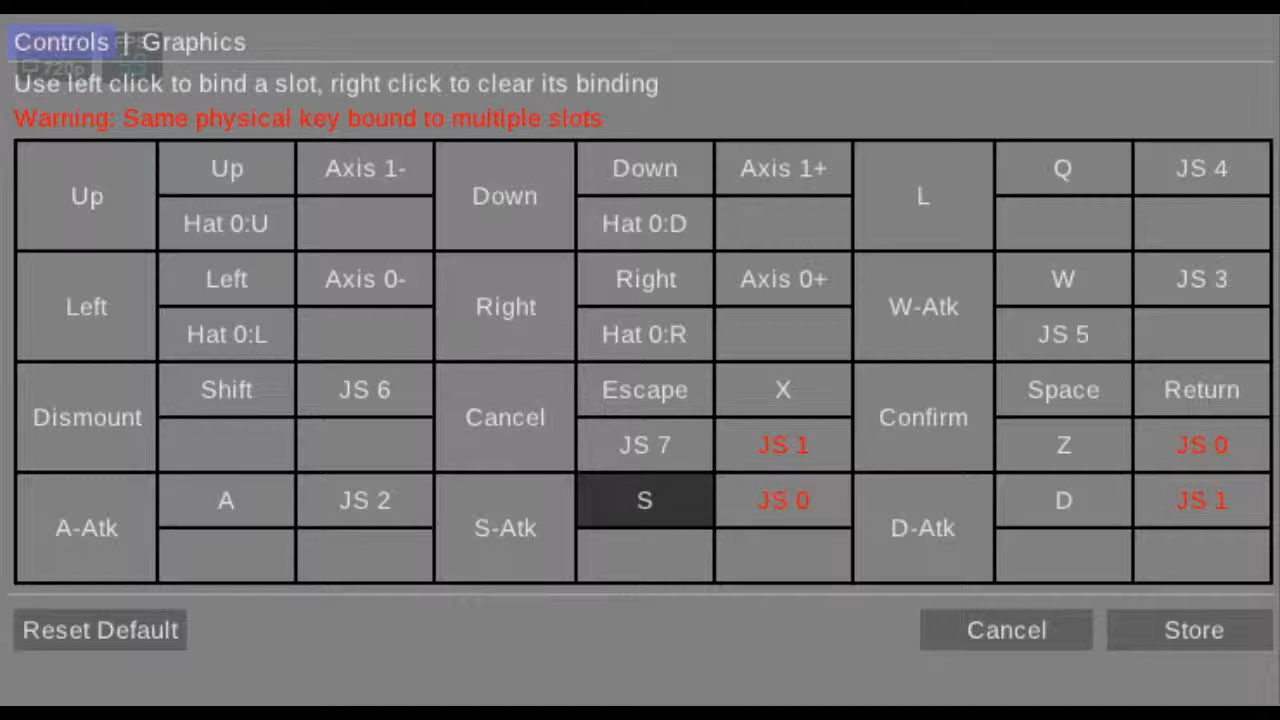 Controls | Graphics
FPS
720p 59
Use left click to bind a slot, right click to clear its binding
Warning: Same physical key bound to multiple slots
Up Up Axis 1- Down Down Axis 1+ L Q JS 4
Hat 0:U Hat 0:D
Left Left Axis 0- Right Right Axis 0+ W-Atk W JS 3
Hat 0:L Hat 0:R JS 5
Dismount Shift JS 6 Cancel Escape X Confirm Space Return
JS 7 JS 1 Z JS 0
A-Atk A JS 2 S-Atk S JS 0 D-Atk D JS 1
Reset Default Cancel Store